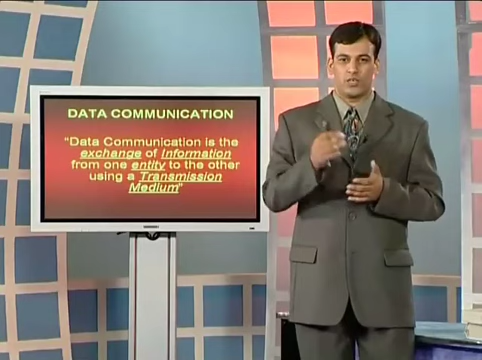 DATA COMMUNICATION
“Data Communication is the
exchange of Information
from one entity to the other
using a Transmission
Medium”